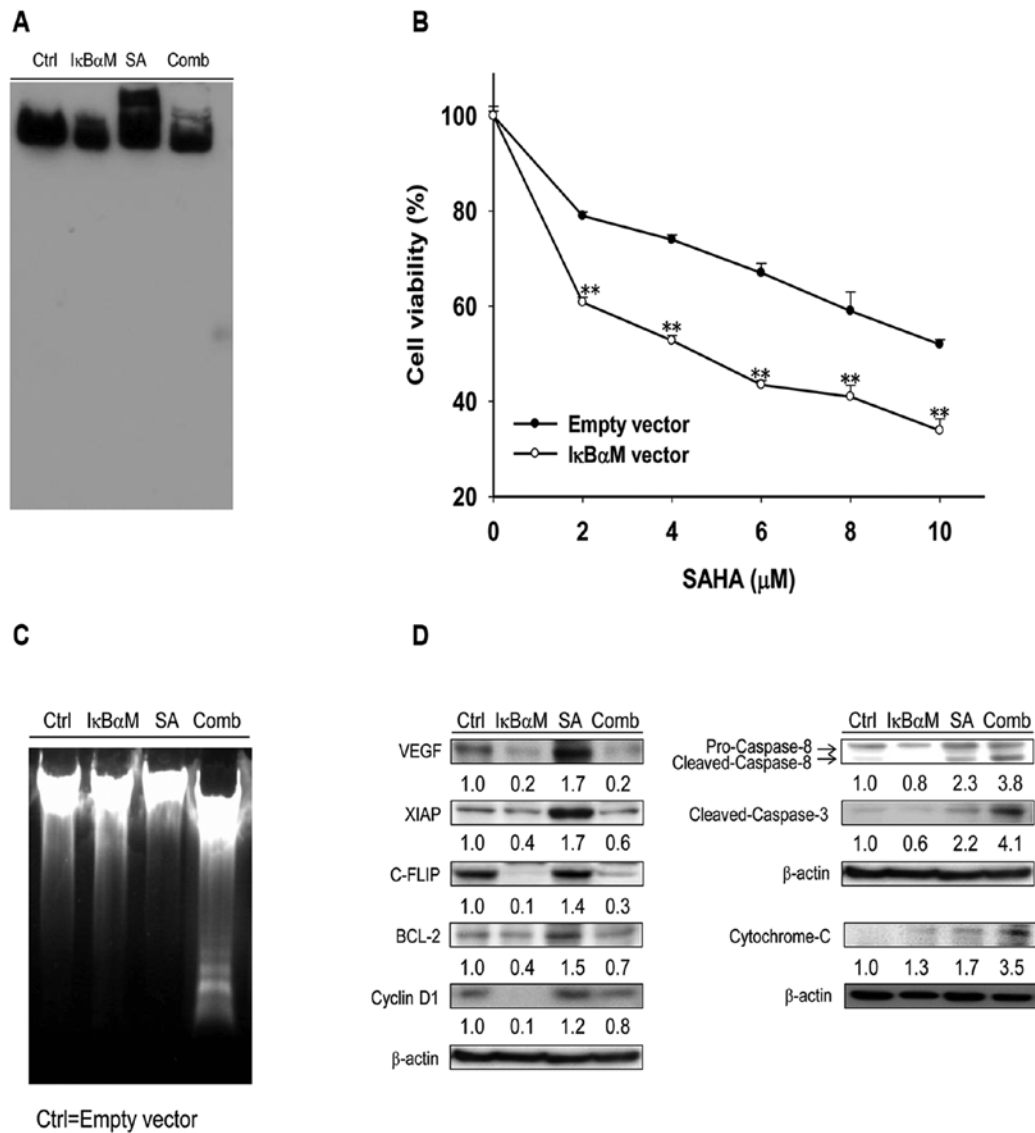 A
Ctrl IκBαM SA Comb
B
Cell viability (%)
100
80
60
40
20
**
**
**
**
**
Empty vector
IκBαM vector
0 2 4 6 8 10
SAHA (μM)
C
Ctrl IκBαM SA Comb
Ctrl=Empty vector
D
Ctrl IκBαM SA Comb
VEGF
1.0 0.2 1.7 0.2
XIAP
1.0 0.4 1.7 0.6
C-FLIP
1.0 0.1 1.4 0.3
BCL-2
1.0 0.4 1.5 0.7
Cyclin D1
1.0 0.1 1.2 0.8
β-actin
Ctrl IκBαM SA Comb
Pro-Caspase-8
Cleaved-Caspase-8
1.0 0.8 2.3 3.8
Cleaved-Caspase-3
1.0 0.6 2.2 4.1
β-actin
Cytochrome-C
1.0 1.3 1.7 3.5
β-actin